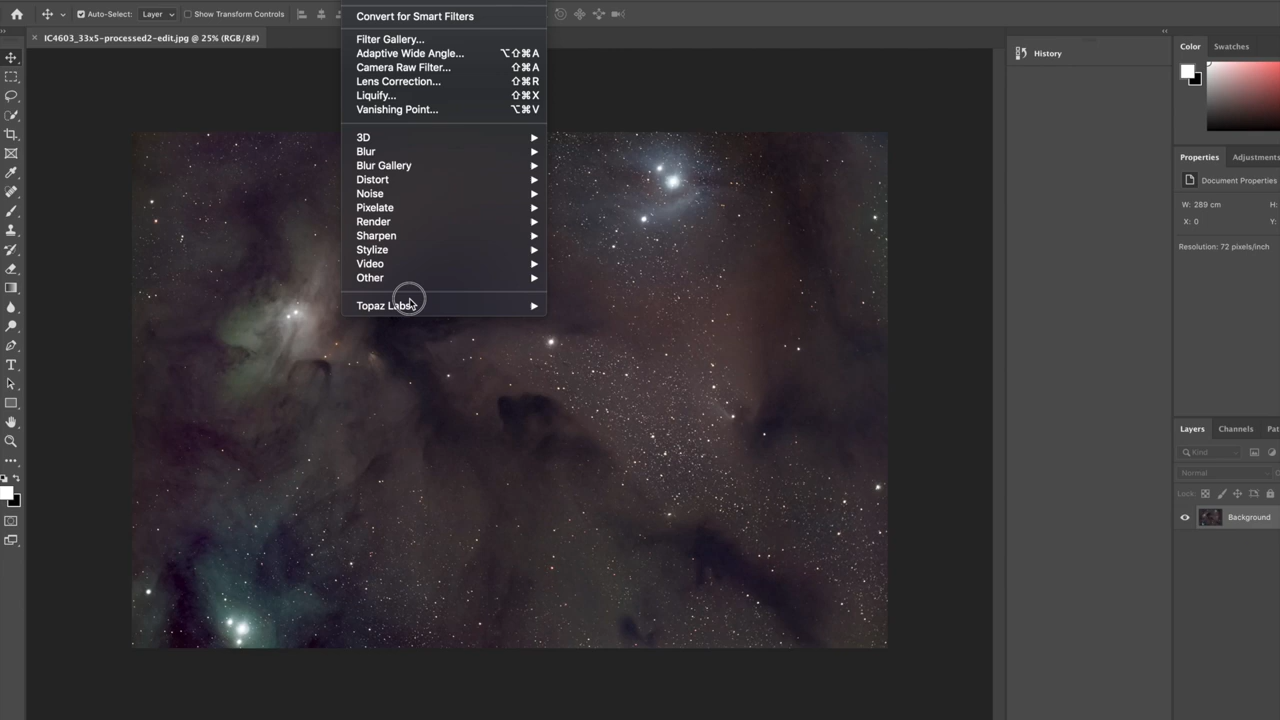 Auto-Select: Layer Show Transform Controls
IC4603_33x5-processed2-edit.jpg @ 25% (RGB/8#)
Convert for Smart Filters
Filter Gallery...
Adaptive Wide Angle... ⌥⇧⌘A
Camera Raw Filter... ⇧⌘A
Lens Correction... ⇧⌘R
Liquify... ⇧⌘X
Vanishing Point... ⌥⌘V
3D
Blur
Blur Gallery
Distort
Noise
Pixelate
Render
Sharpen
Stylize
Video
Other
Topaz Labs
History
Color Swatches
Properties Adjustments
Document Properties
W: 289 cm H:
X: 0 Y:
Resolution: 72 pixels/inch
Layers Channels Pat
Kind
Normal
Lock:
Background